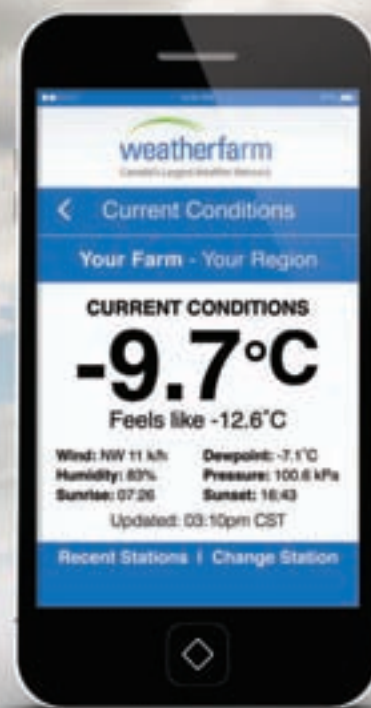 weatherfarm
Canada's Largest Weather Network
< Current Conditions
Your Farm - Your Region
CURRENT CONDITIONS
-9.7°C
Feels like -12.6°C
Wind: NW 11 k/h Dewpoint: -7.1°C
Humidity: 83% Pressure: 100.6 kPa
Sunrise: 07:26 Sunset: 16:43
Updated: 03:10pm CST
Recent Stations | Change Station